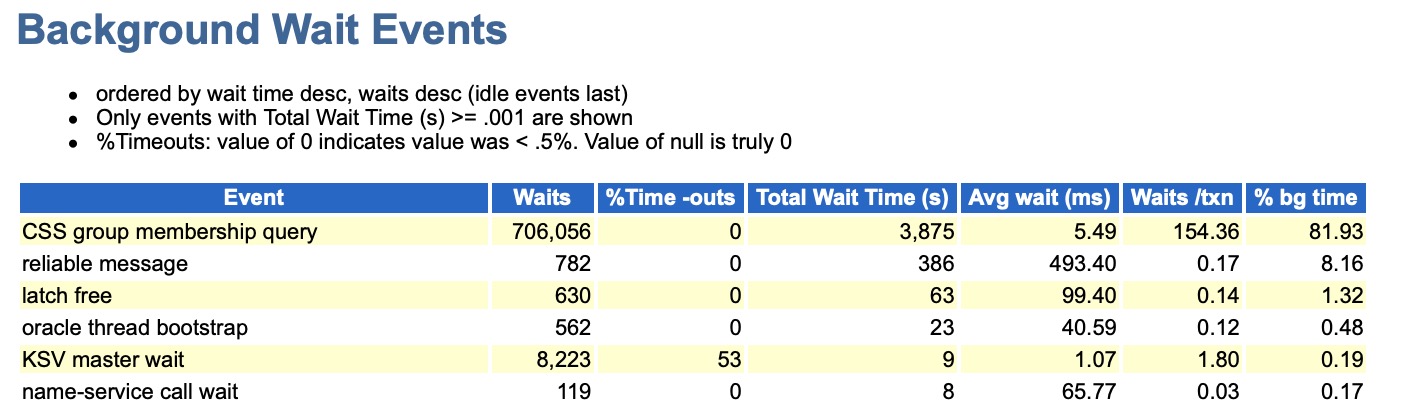 Background Wait Events
• ordered by wait time desc, waits desc (idle events last)
• Only events with Total Wait Time (s) >= .001 are shown
• %Timeouts: value of 0 indicates value was < .5%. Value of null is truly 0
Event Waits %Time -outs Total Wait Time (s) Avg wait (ms) Waits /txn % bg time
CSS group membership query 706,056 0 3,875 5.49 154.36 81.93
reliable message 782 0 386 493.40 0.17 8.16
latch free 630 0 63 99.40 0.14 1.32
oracle thread bootstrap 562 0 23 40.59 0.12 0.48
KSV master wait 8,223 53 9 1.07 1.80 0.19
name-service call wait 119 0 8 65.77 0.03 0.17